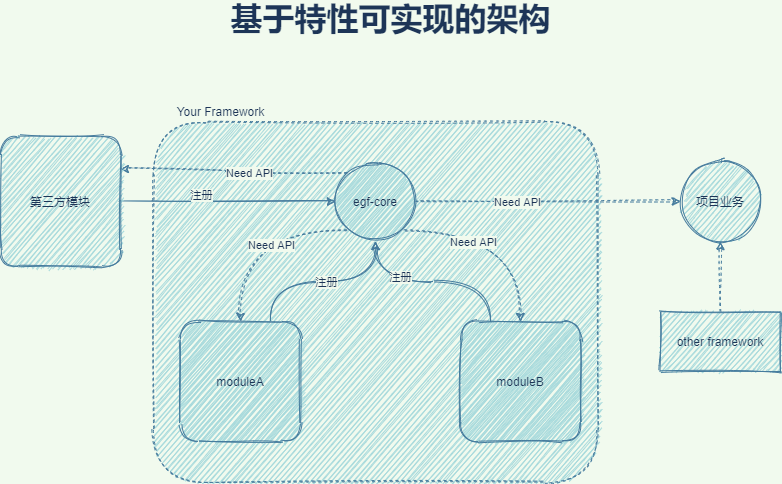 基于特性可实现的架构
Your Framework
Need API
第三方模块
注册
egf-core
Need API
项目业务
Need API
Need API
注册
注册
other framework
moduleA
moduleB